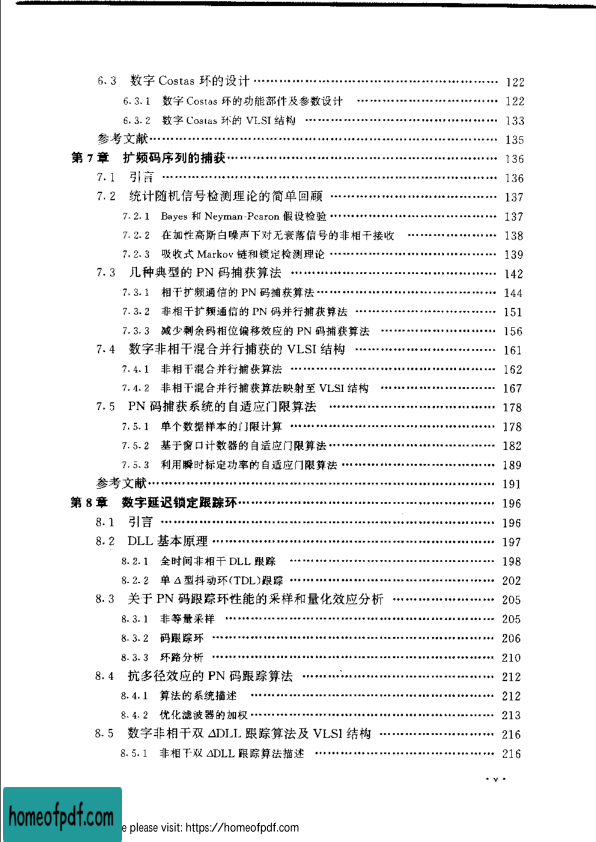 6.3 数字 Costas 环的设计 …… 122
6.3.1 数字 Costas 环的功能部件及参数设计 …… 122
6.3.2 数字 Costas 环的 VLSI 结构 …… 133
参考文献 …… 135
第 7 章 扩频码序列的捕获 …… 136
7.1 引言 …… 136
7.2 统计随机信号检测理论的简单回顾 …… 137
7.2.1 Bayes 和 Neyman-Pearon 假设检验 …… 137
7.2.2 在加性高斯白噪声下对无衰落信号的非相干接收 …… 138
7.2.3 吸收式 Markov 链和锁定检测理论 …… 139
7.3 几种典型的 PN 码捕获算法 …… 142
7.3.1 相干扩频通信的 PN 码捕获算法 …… 144
7.3.2 非相干扩频通信的 PN 码并行捕获算法 …… 151
7.3.3 减少剩余码相位偏移效应的 PN 码捕获算法 …… 156
7.4 数字非相干混合并行捕获的 VLSI 结构 …… 161
7.4.1 非相干混合并行捕获算法 …… 162
7.4.2 非相干混合并行捕获算法映射至 VLSI 结构 …… 167
7.5 PN 码捕获系统的自适应门限算法 …… 178
7.5.1 单个数据样本的门限计算 …… 178
7.5.2 基于窗口计数器的自适应门限算法 …… 182
7.5.3 利用瞬时标定功率的自适应门限算法 …… 189
参考文献 …… 191
第 8 章 数字延迟锁定跟踪环 …… 196
8.1 引言 …… 196
8.2 DLL 基本原理 …… 197
8.2.1 全时间非相干 DLL 跟踪 …… 198
8.2.2 单 Δ 型抖动环(TDL)跟踪 …… 202
8.3 关于 PN 码跟踪环性能的采样和量化效应分析 …… 205
8.3.1 非等量采样 …… 205
8.3.2 码跟踪环 …… 206
8.3.3 环路分析 …… 210
8.4 抗多径效应的 PN 码跟踪算法 …… 212
8.4.1 算法的系统描述 …… 212
8.4.2 优化滤波器的加权 …… 213
8.5 数字非相干双 ΔDLL 跟踪算法及 VLSI 结构 …… 216
8.5.1 非相干双 ΔDLL 跟踪算法描述 …… 216
· v ·
homeofpdf.com
e please visit: https://homeofpdf.com